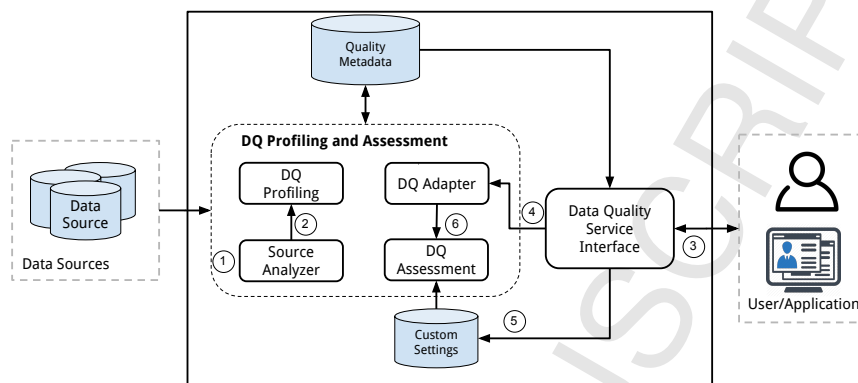 Quality
Metadata
DQ Profiling and Assessment
DQ
Profiling
DQ Adapter
Data
Source
Data Sources
1
2
Source
Analyzer
6
DQ
Assessment
4
Data Quality
Service
Interface
3
User/Application
5
Custom
Settings